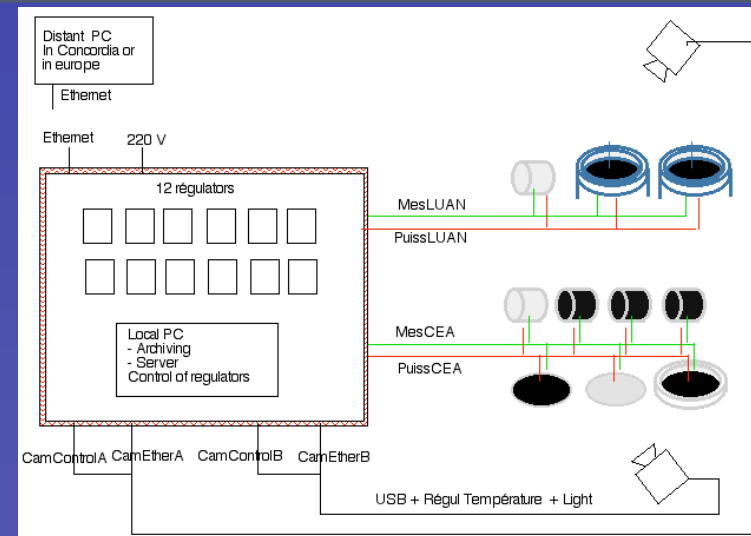 Distant PC
In Concordia or
in europe
Ethernet
Ethernet
220 V
12 régulators
MesLUAN
PuissLUAN
Local PC
- Archiving
- Server
Control of regulators
MesCEA
PuissCEA
CamControlA
CamEtherA
CamControlB
CamEtherB
USB + Régul Température + Light